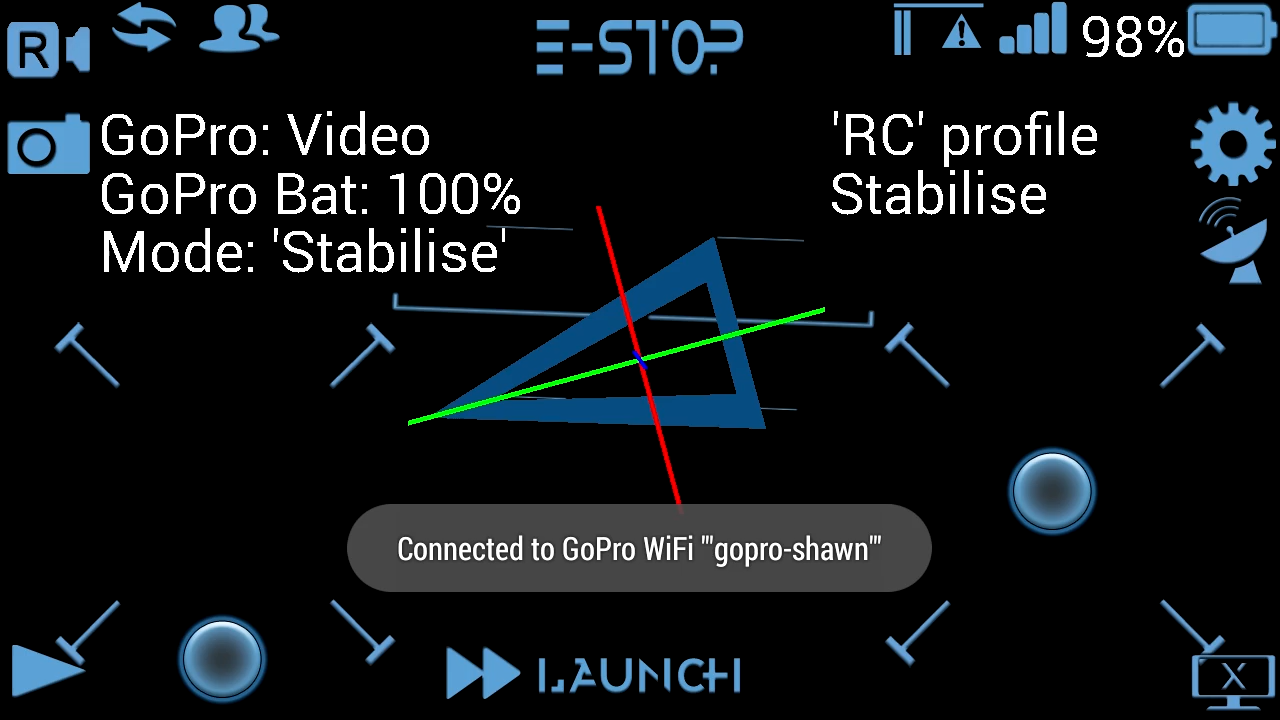 R
E-STOP
98%
GoPro: Video
GoPro Bat: 100%
Mode: 'Stabilise'
'RC' profile
Stabilise
Connected to GoPro WiFi '"gopro-shawn"'
LAUNCH
X